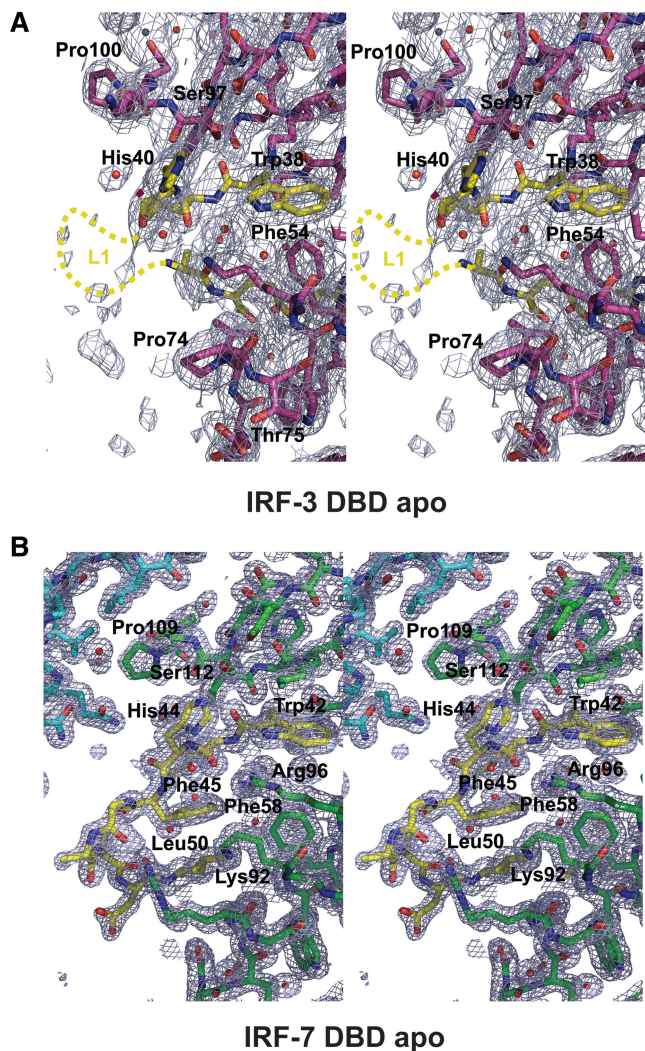 A
Pro100
Ser97
His40
Trp38
Phe54
L1
Pro74
Thr75
Pro100
Ser97
His40
Trp38
Phe54
L1
Pro74
IRF-3 DBD apo
B
Pro109
Ser112
His44
Trp42
Phe45
Arg96
Phe58
Leu50
Lys92
Pro109
Ser112
His44
Trp42
Phe45
Arg96
Phe58
Leu50
Lys92
IRF-7 DBD apo